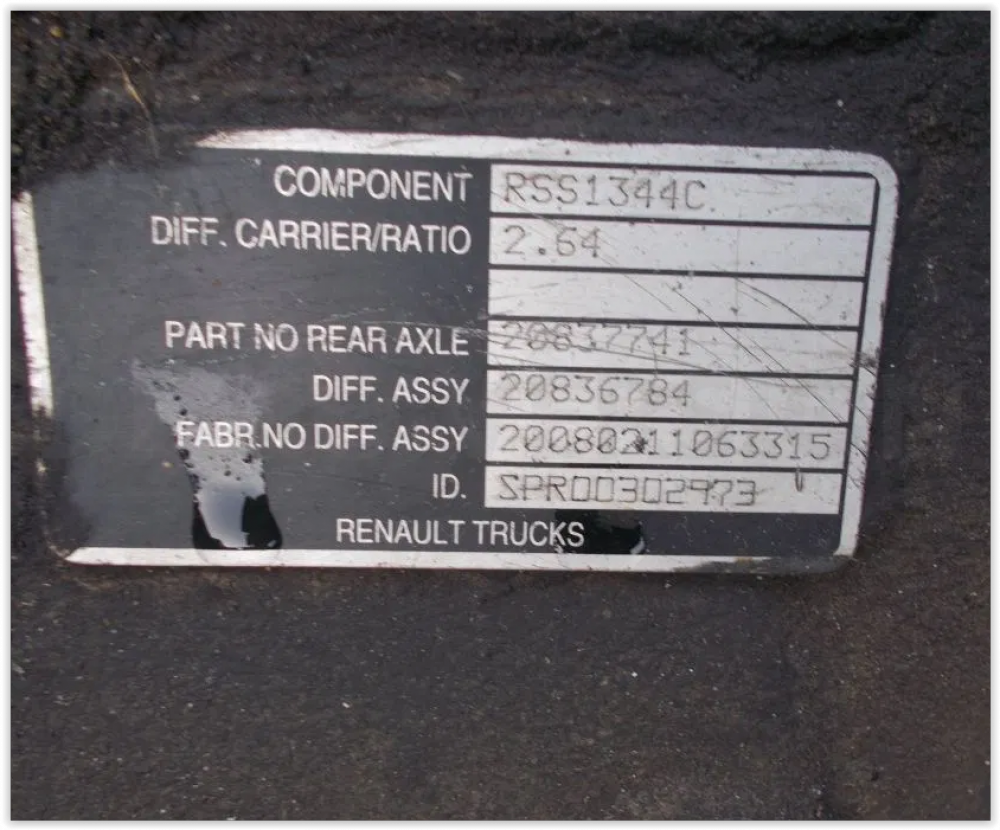 COMPONENT RSS1344C
DIFF. CARRIER/RATIO 2.64
PART NO REAR AXLE 20837741
DIFF. ASSY 20836784
FABR.NO DIFF. ASSY 20080211063315
ID. SPR00302973
RENAULT TRUCKS